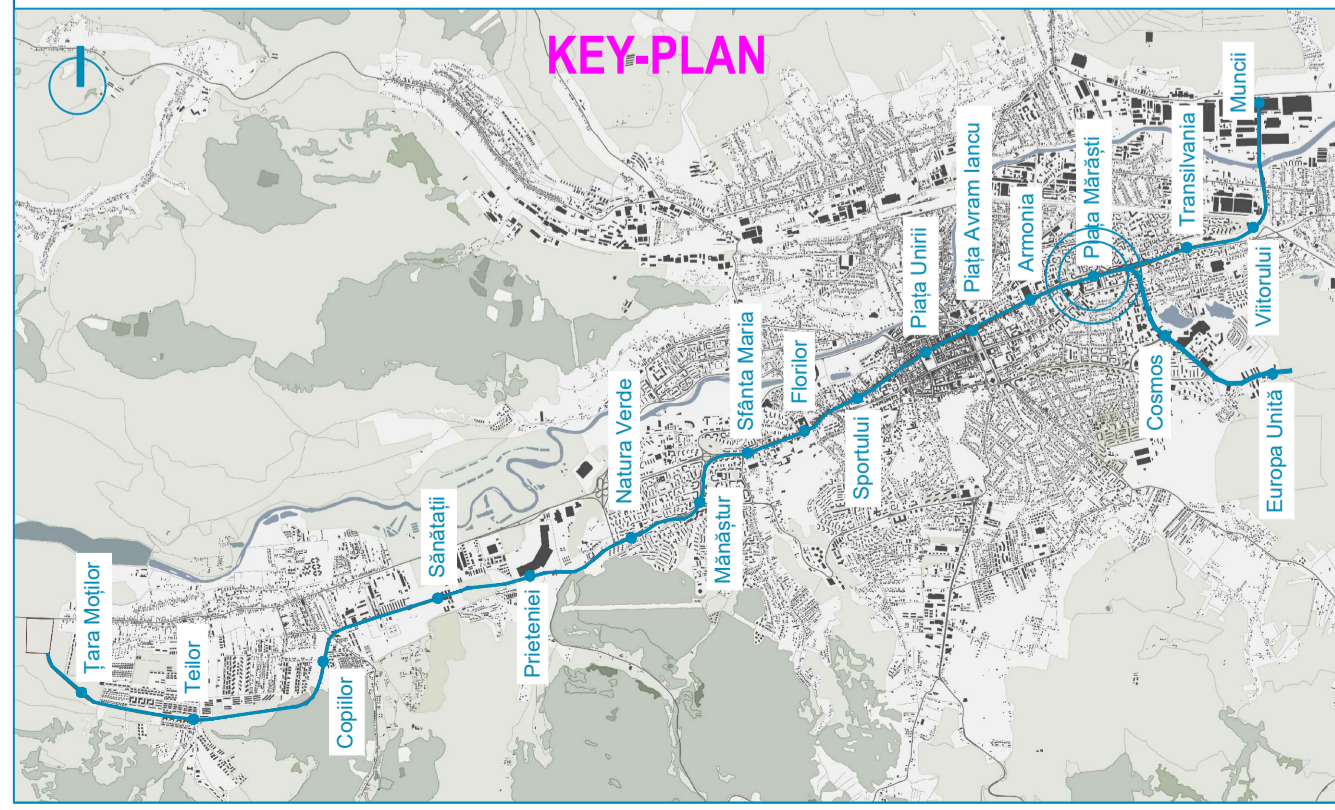 KEY-PLAN
Țara Moților
Teilor
Copiilor
Sănătații
Prieteniei
Natura Verde
Mănăștur
Sfânta Maria
Florilor
Sportului
Piața Unirii
Piața Avram Iancu
Armonia
Piața Mărăști
Transilvania
Muncii
Viitorului
Cosmos
Europa Unită